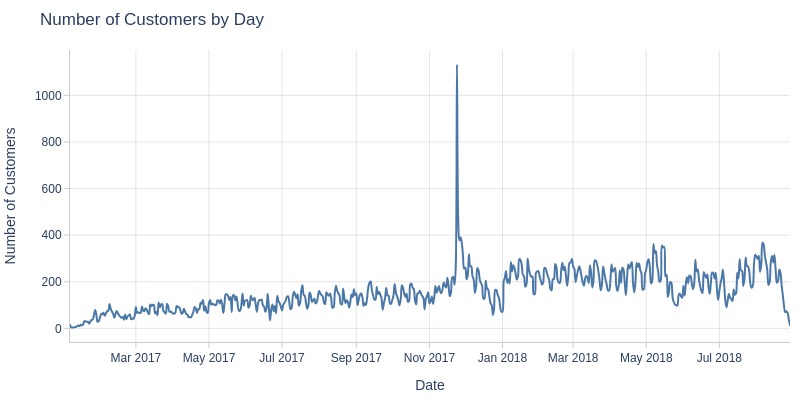 Number of Customers by Day
Number of Customers
1000
800
600
400
200
0
Mar 2017
May 2017
Jul 2017
Sep 2017
Nov 2017
Jan 2018
Mar 2018
May 2018
Jul 2018
Date